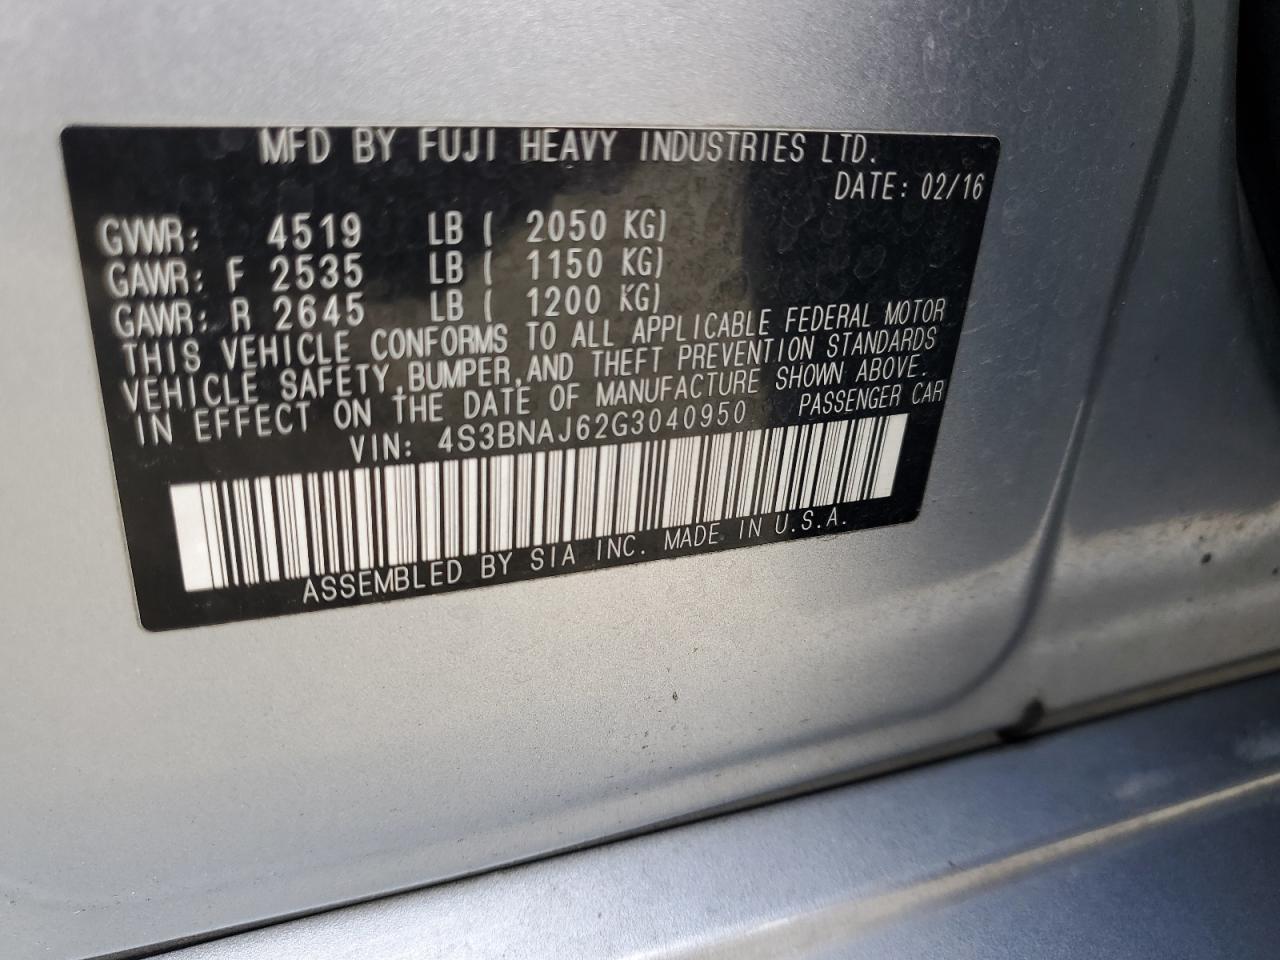 MFD BY FUJI HEAVY INDUSTRIES LTD.
DATE: 02/16
GVWR: 4519 LB ( 2050 KG)
GAWR: F 2535 LB ( 1150 KG)
GAWR: R 2645 LB ( 1200 KG)
THIS VEHICLE CONFORMS TO ALL APPLICABLE FEDERAL MOTOR
VEHICLE SAFETY, BUMPER, AND THEFT PREVENTION STANDARDS
IN EFFECT ON THE DATE OF MANUFACTURE SHOWN ABOVE.
VIN: 4S3BNAJ62G3040950 PASSENGER CAR
ASSEMBLED BY SIA INC. MADE IN U.S.A.